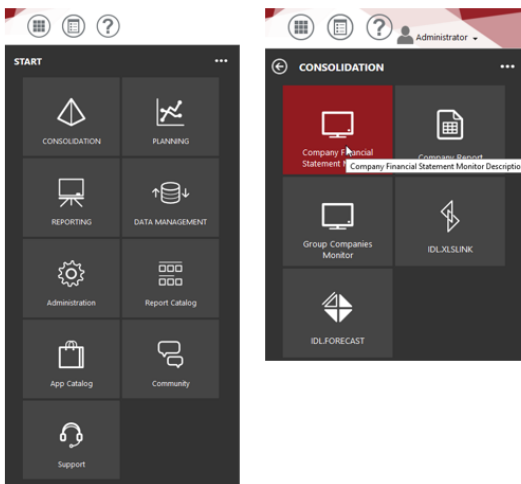 START
...
CONSOLIDATION
PLANNING
REPORTING
DATA MANAGEMENT
Administration
Report Catalog
App Catalog
Community
Support
?
Administrator
CONSOLIDATION
...
Company Financial
Statement
Company Report
Company Financial Statement Monitor Descriptio
Group Companies
Monitor
IDL.XLSLINK
IDL.FORECAST